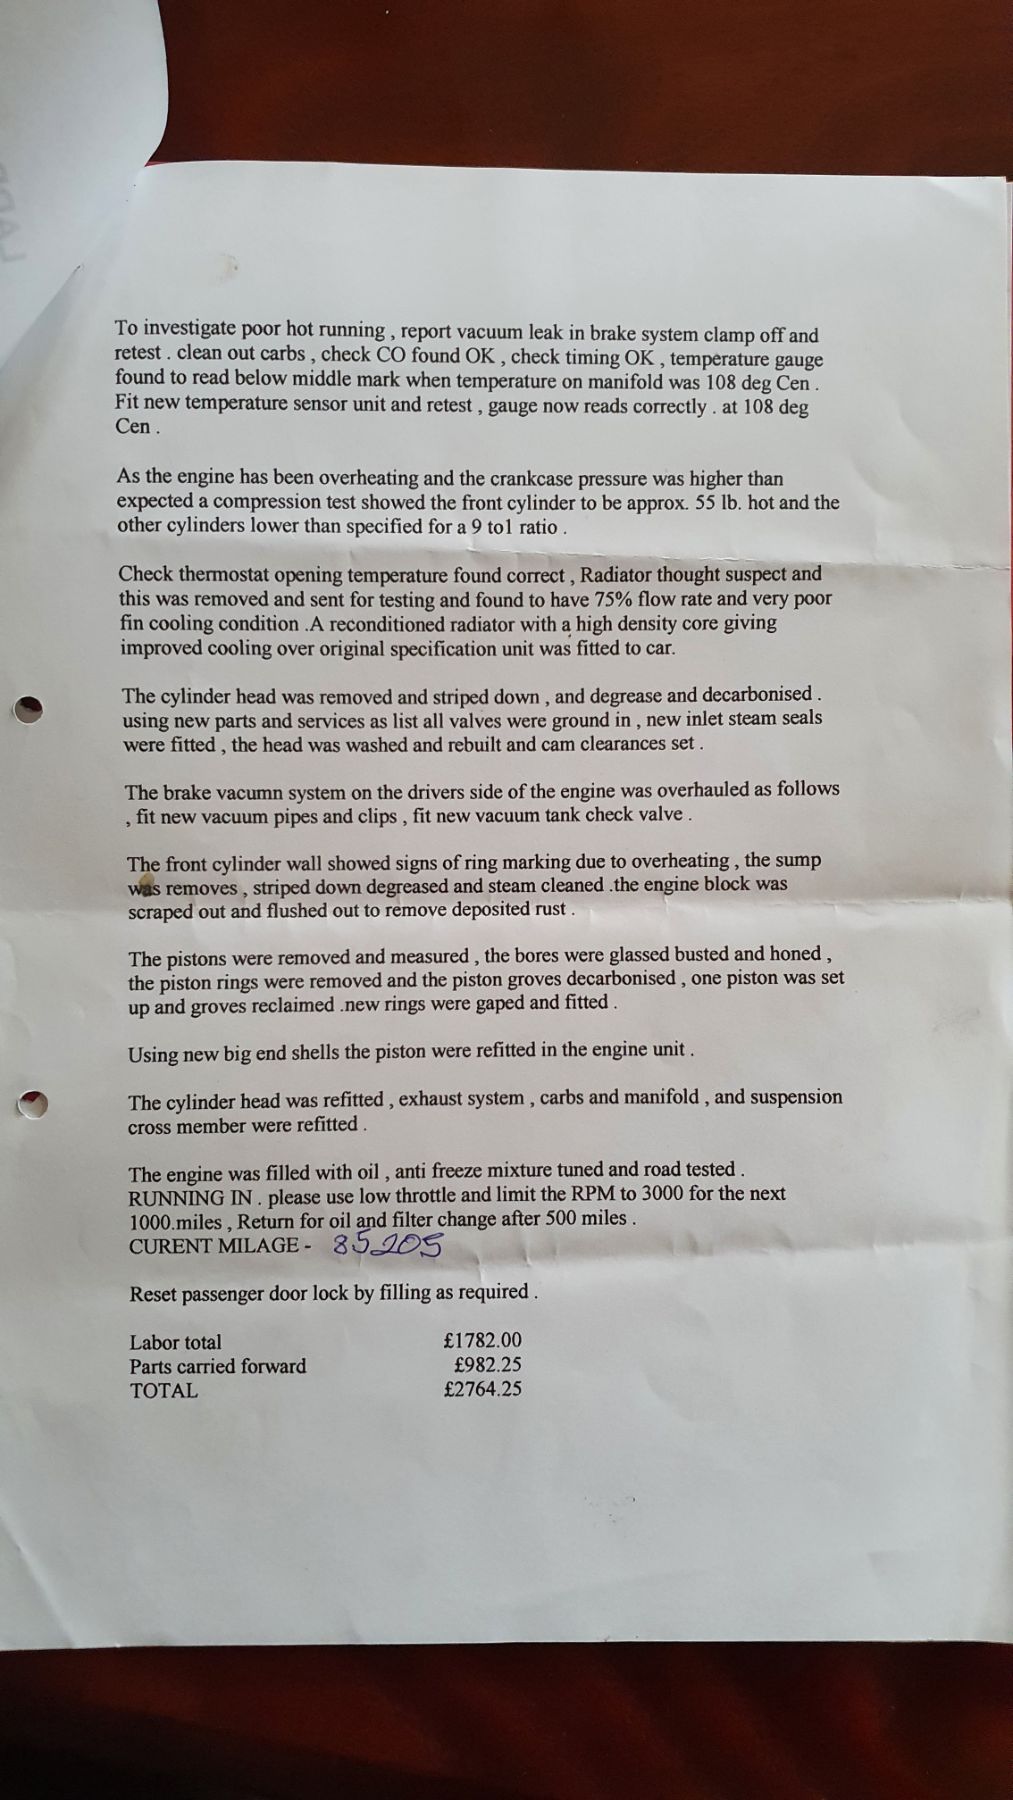 To investigate poor hot running , report vacuum leak in brake system clamp off and
retest . clean out carbs , check CO found OK , check timing OK , temperature gauge
found to read below middle mark when temperature on manifold was 108 deg Cen .
Fit new temperature sensor unit and retest , gauge now reads correctly . at 108 deg
Cen .
As the engine has been overheating and the crankcase pressure was higher than
expected a compression test showed the front cylinder to be approx. 55 lb. hot and the
other cylinders lower than specified for a 9 to1 ratio .
Check thermostat opening temperature found correct , Radiator thought suspect and
this was removed and sent for testing and found to have 75% flow rate and very poor
fin cooling condition .A reconditioned radiator with a high density core giving
improved cooling over original specification unit was fitted to car.
The cylinder head was removed and striped down , and degrease and decarbonised .
using new parts and services as list all valves were ground in , new inlet steam seals
were fitted , the head was washed and rebuilt and cam clearances set .
The brake vacumn system on the drivers side of the engine was overhauled as follows
, fit new vacuum pipes and clips , fit new vacuum tank check valve .
The front cylinder wall showed signs of ring marking due to overheating , the sump
was removes , striped down degreased and steam cleaned .the engine block was
scraped out and flushed out to remove deposited rust .
The pistons were removed and measured , the bores were glassed busted and honed ,
the piston rings were removed and the piston groves decarbonised , one piston was set
up and groves reclaimed .new rings were gaped and fitted .
Using new big end shells the piston were refitted in the engine unit .
The cylinder head was refitted , exhaust system , carbs and manifold , and suspension
cross member were refitted .
The engine was filled with oil , anti freeze mixture tuned and road tested .
RUNNING IN . please use low throttle and limit the RPM to 3000 for the next
1000.miles , Return for oil and filter change after 500 miles .
CURENT MILAGE - 85205
Reset passenger door lock by filling as required .
Labor total £1782.00
Parts carried forward £982.25
TOTAL £2764.25